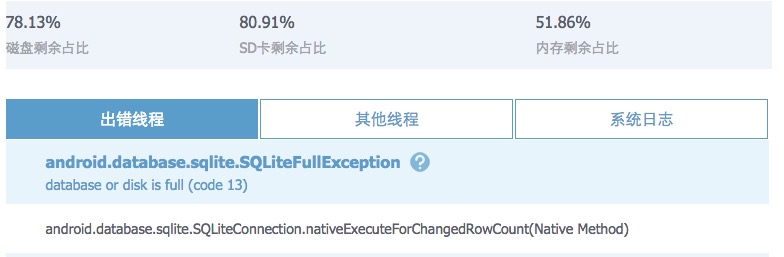 78.13% 80.91% 51.86%
磁盘剩余占比 SD卡剩余占比 内存剩余占比
出错线程 其他线程 系统日志
android.database.sqlite.SQLiteFullException ?
database or disk is full (code 13)
android.database.sqlite.SQLiteConnection.nativeExecuteForChangedRowCount(Native Method)